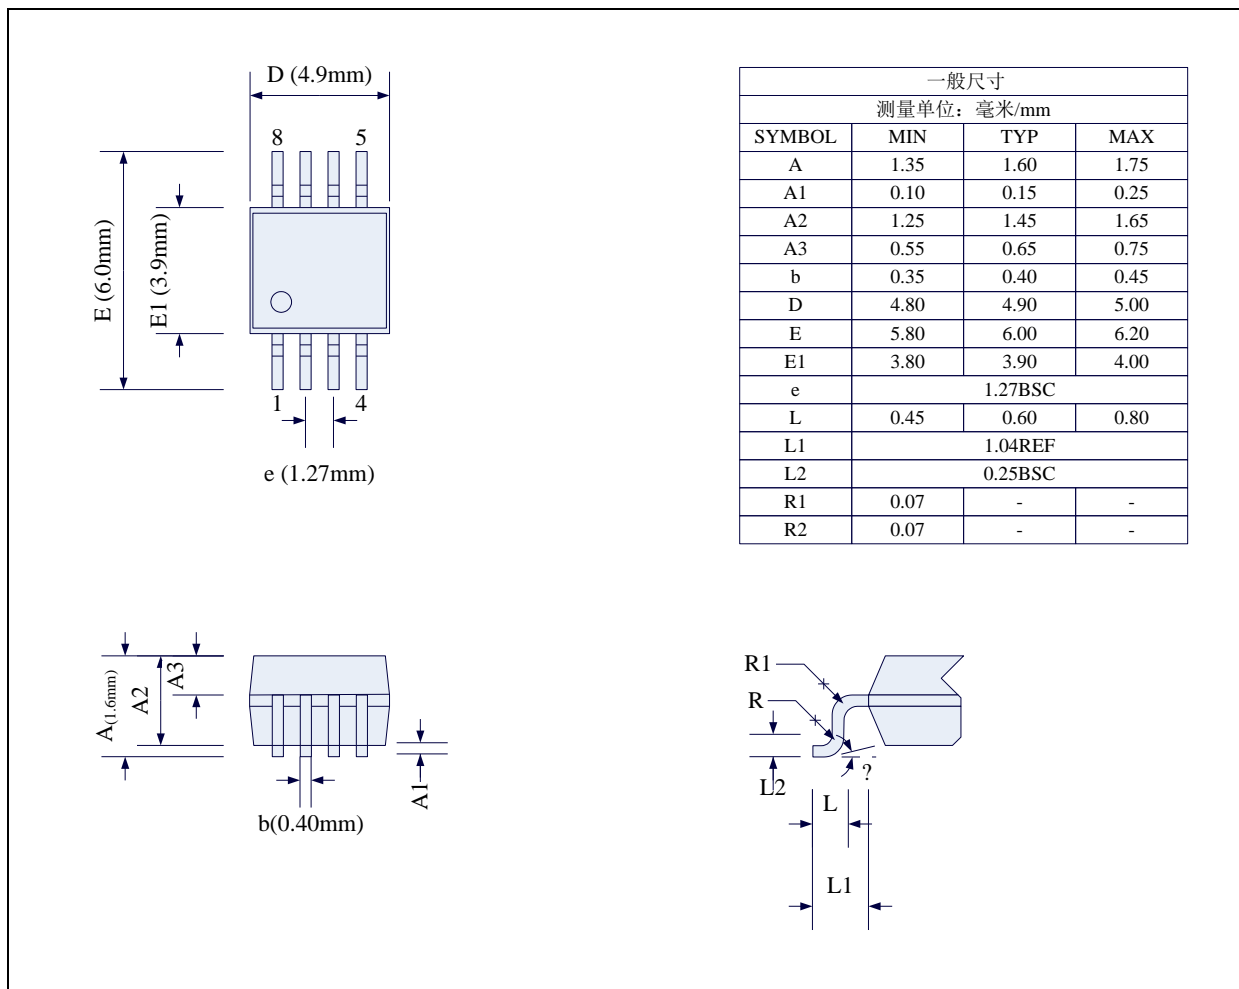 D (4.9mm)
8 5
E (6.0mm)
E1 (3.9mm)
1 4
e (1.27mm)
一般尺寸
测量单位：毫米/mm
SYMBOL MIN TYP MAX
A 1.35 1.60 1.75
A1 0.10 0.15 0.25
A2 1.25 1.45 1.65
A3 0.55 0.65 0.75
b 0.35 0.40 0.45
D 4.80 4.90 5.00
E 5.80 6.00 6.20
E1 3.80 3.90 4.00
e 1.27BSC
L 0.45 0.60 0.80
L1 1.04REF
L2 0.25BSC
R1 0.07 - -
R2 0.07 - -
A(1.6mm)
A2
A3
A1
b(0.40mm)
R1
R
L2
?
L
L1